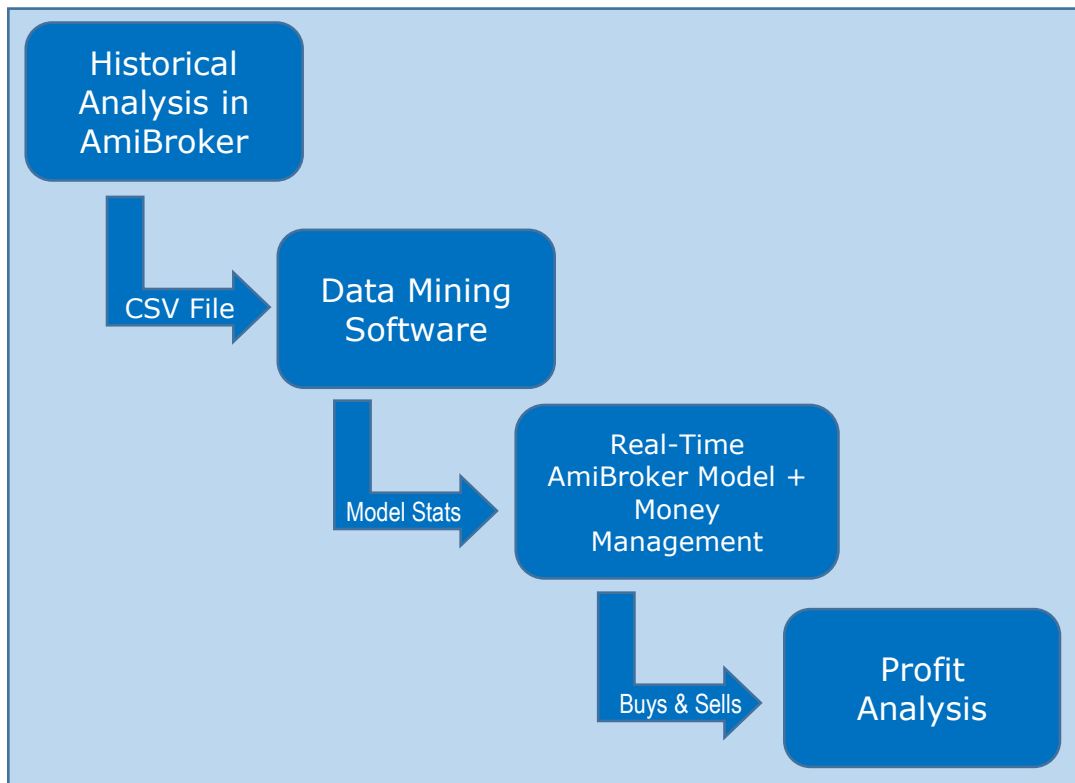 Historical
Analysis in
AmiBroker
CSV File
Data Mining
Software
Model Stats
Real-Time
AmiBroker Model +
Money
Management
Buys & Sells
Profit
Analysis